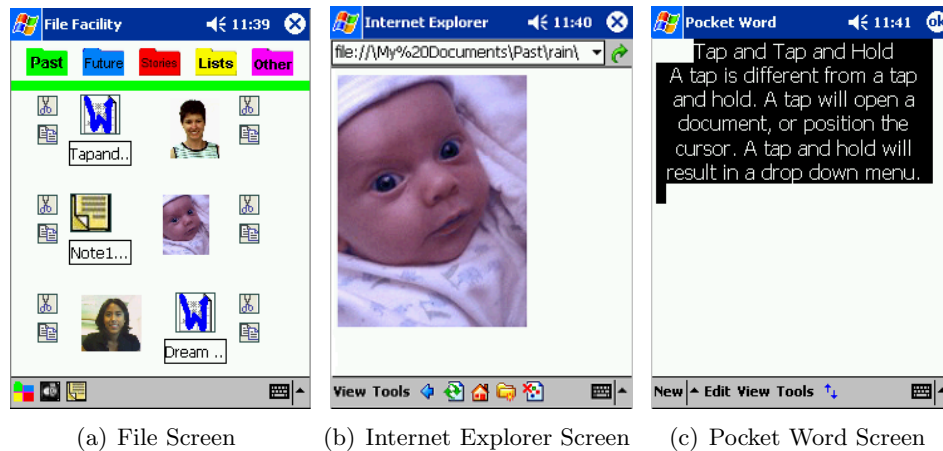 File Facility 11:39
Past Future Stories Lists Other
Tapand..
Note1...
Dream ..
(a) File Screen
Internet Explorer 11:40
file://\My%20Documents\Past\rain\
View Tools
(b) Internet Explorer Screen
Pocket Word 11:41 ok
Tap and Tap and Hold
A tap is different from a tap
and hold. A tap will open a
document, or position the
cursor. A tap and hold will
result in a drop down menu.
New Edit View Tools
(c) Pocket Word Screen